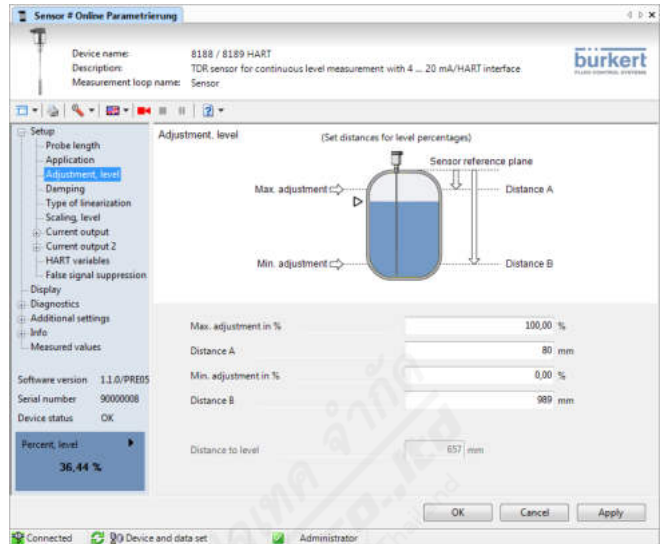 Sensor # Online Parametrierung
Device name: 8188 / 8189 HART
Description: TDR sensor for continuous level measurement with 4 ... 20 mA/HART interface
Measurement loop name: Sensor
bürkert
FLUID CONTROL SYSTEMS
Setup
Probe length
Application
Adjustment, level
Damping
Type of linearization
Scaling, level
Current output
Current output 2
HART variables
False signal suppression
Display
Diagnostics
Additional settings
Info
Measured values
Software version 1.1.0/PRE05
Serial number 90000008
Device status OK
Percent, level
36,44 %
Adjustment, level
(Set distances for level percentages)
Sensor reference plane
Max. adjustment
Distance A
Min. adjustment
Distance B
Max. adjustment in % 100,00 %
Distance A 80 mm
Min. adjustment in % 0,00 %
Distance B 989 mm
Distance to level 657 mm
OK Cancel Apply
Connected Device and data set Administrator